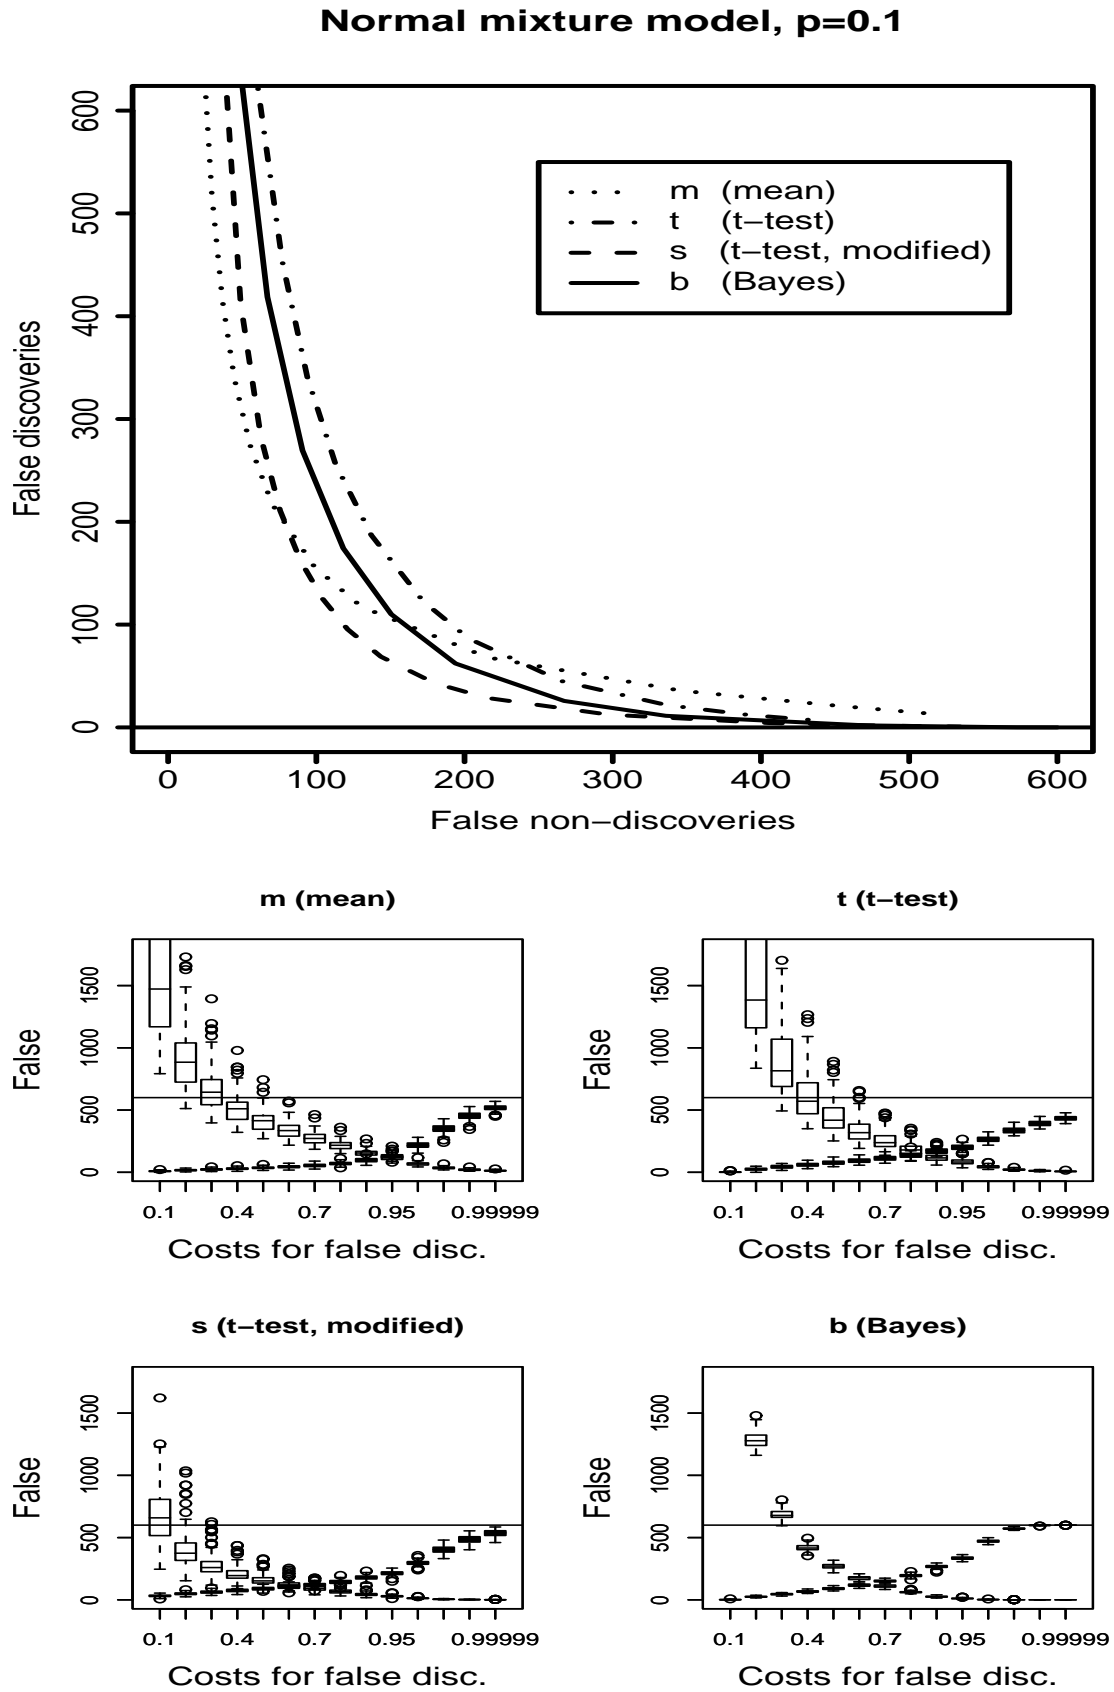 Normal mixture model, p=0.1
False discoveries
600
500
400
300
200
100
0
m (mean)
t (t−test)
s (t−test, modified)
b (Bayes)
0 100 200 300 400 500 600
False non−discoveries
m (mean)
False
1500
1000
500
0
0.1 0.4 0.7 0.95 0.99999
Costs for false disc.
t (t−test)
False
1500
1000
500
0
0.1 0.4 0.7 0.95 0.99999
Costs for false disc.
s (t−test, modified)
False
1500
1000
500
0
0.1 0.4 0.7 0.95 0.99999
Costs for false disc.
b (Bayes)
False
1500
1000
500
0
0.1 0.4 0.7 0.95 0.99999
Costs for false disc.